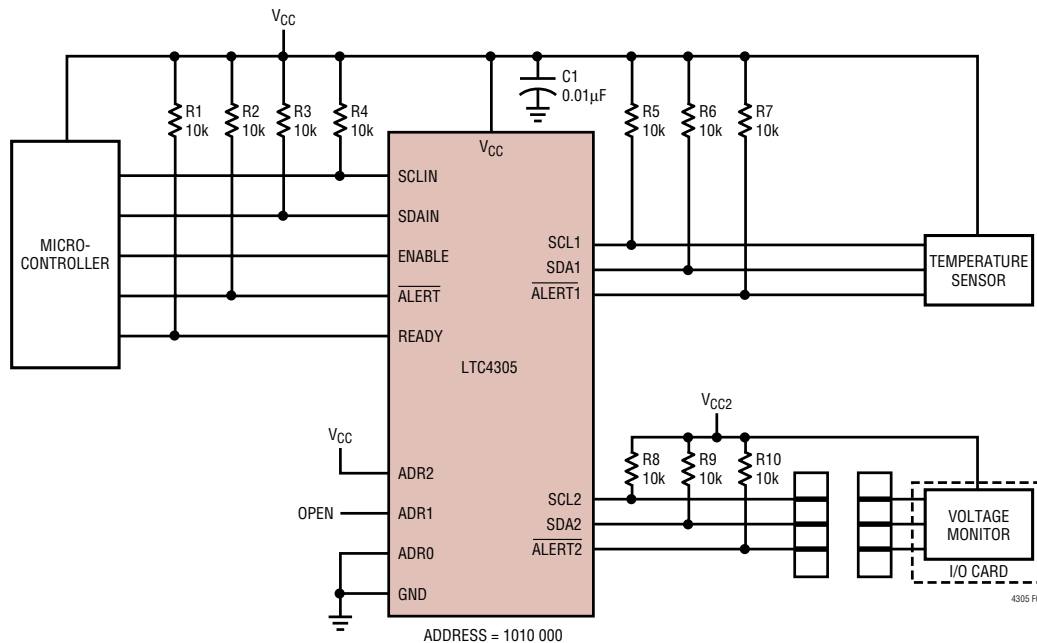 VCC
R1
10k
R2
10k
R3
10k
R4
10k
C1
0.01µF
R5
10k
R6
10k
R7
10k
MICRO-
CONTROLLER
VCC
SCLIN
SDAIN
ENABLE
ALERT
READY
LTC4305
SCL1
SDA1
ALERT1
TEMPERATURE
SENSOR
VCC
ADR2
OPEN
ADR1
ADR0
GND
VCC2
R8
10k
R9
10k
R10
10k
SCL2
SDA2
ALERT2
VOLTAGE
MONITOR
I/O CARD
ADDRESS = 1010 000
4305